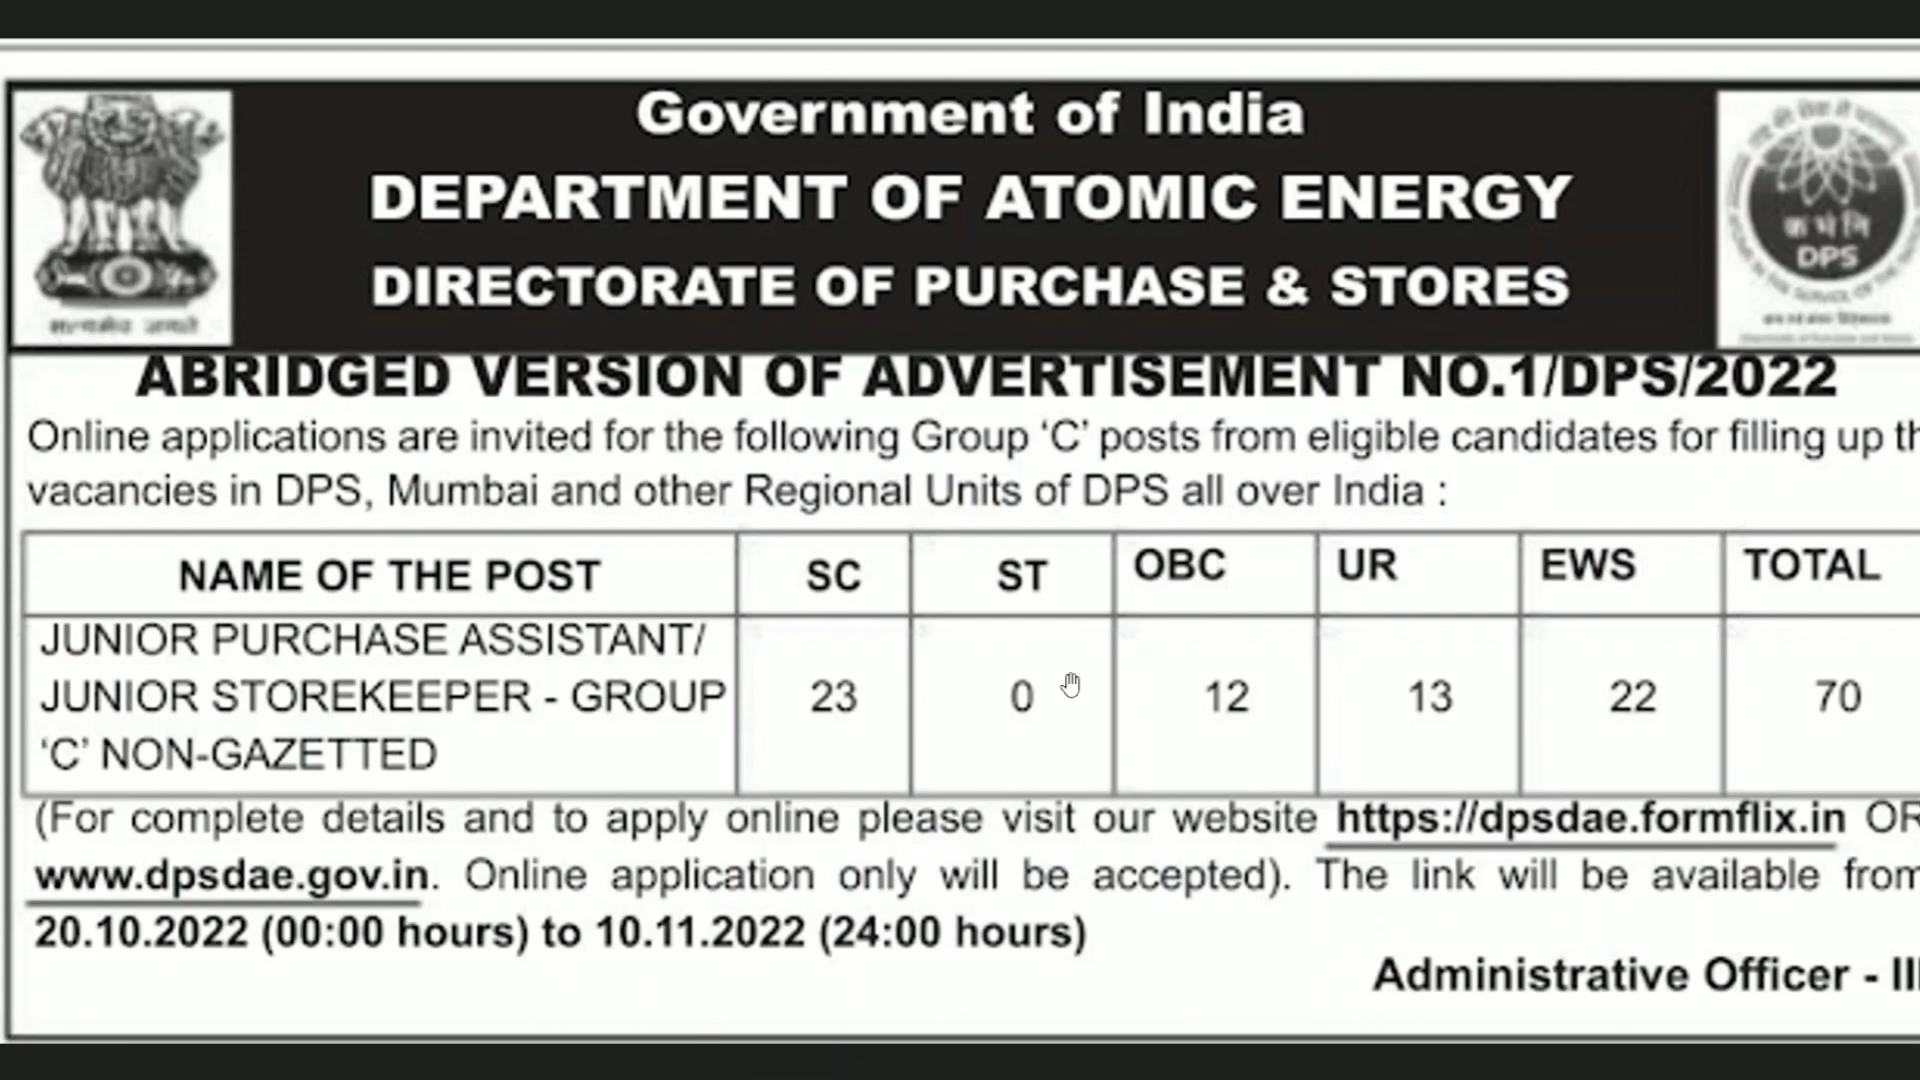 Government of India
DEPARTMENT OF ATOMIC ENERGY
DIRECTORATE OF PURCHASE & STORES
DPS
ABRIDGED VERSION OF ADVERTISEMENT NO.1/DPS/2022
Online applications are invited for the following Group ‘C’ posts from eligible candidates for filling up th
vacancies in DPS, Mumbai and other Regional Units of DPS all over India :
NAME OF THE POST SC ST OBC UR EWS TOTAL
JUNIOR PURCHASE ASSISTANT/
JUNIOR STOREKEEPER - GROUP 23 0 12 13 22 70
‘C’ NON-GAZETTED
(For complete details and to apply online please visit our website https://dpsdae.formflix.in OR
www.dpsdae.gov.in. Online application only will be accepted). The link will be available from
20.10.2022 (00:00 hours) to 10.11.2022 (24:00 hours)
Administrative Officer - III